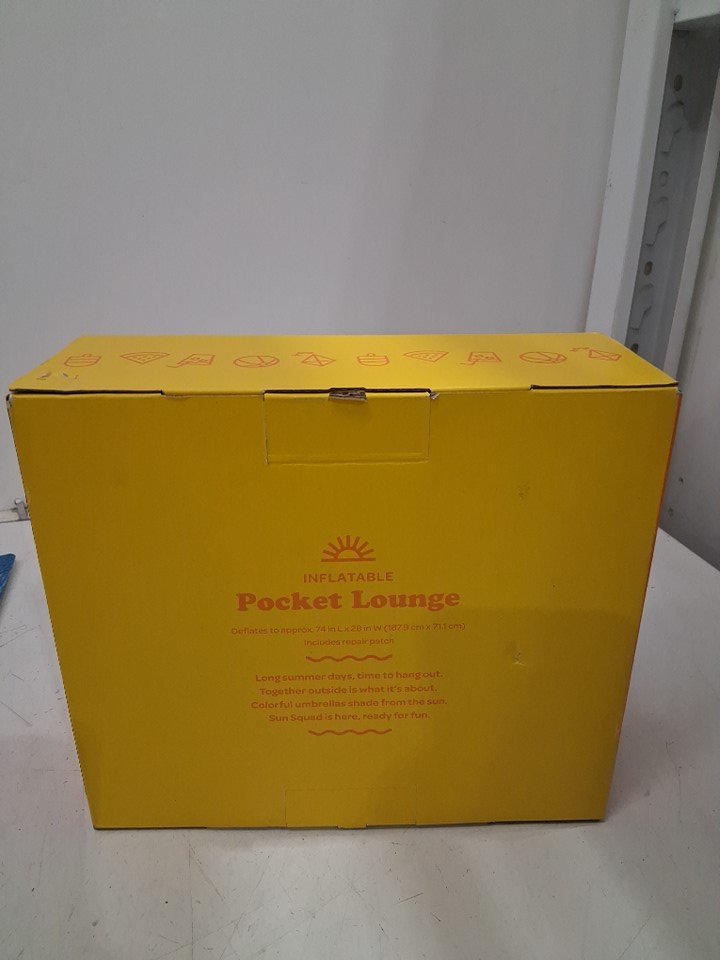 INFLATABLE
Pocket Lounge
Deflates to approx. 74 in L x 28 in W (187.9 cm x 71.1 cm)
Includes repair patch
Long summer days, time to hang out.
Together outside is what it's about.
Colorful umbrellas shade from the sun.
Sun Squad is here, ready for fun.